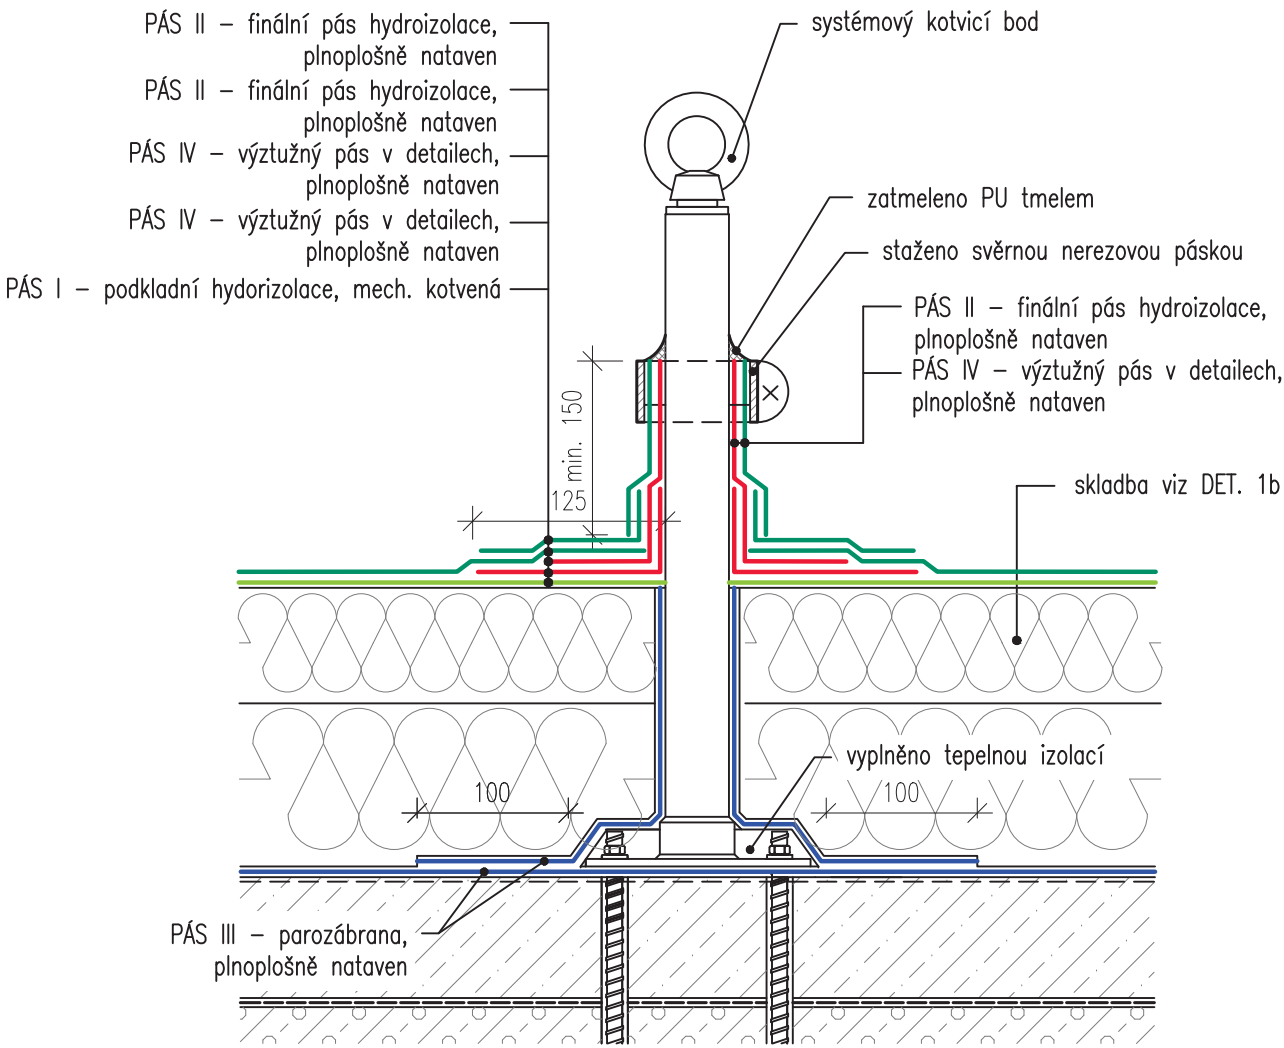 PÁS II – finální pás hydroizolace,
plnoplošně nataven
PÁS II – finální pás hydroizolace,
plnoplošně nataven
PÁS IV – výztužný pás v detailech,
plnoplošně nataven
PÁS IV – výztužný pás v detailech,
plnoplošně nataven
PÁS I – podkladní hydorizolace, mech. kotvená
systémový kotvicí bod
zatmeleno PU tmelem
staženo svěrnou nerezovou páskou
PÁS II – finální pás hydroizolace,
plnoplošně nataven
PÁS IV – výztužný pás v detailech,
plnoplošně nataven
min. 150
125
skladba viz DET. 1b
vyplněno tepelnou izolací
100
100
PÁS III – parozábrana,
plnoplošně nataven